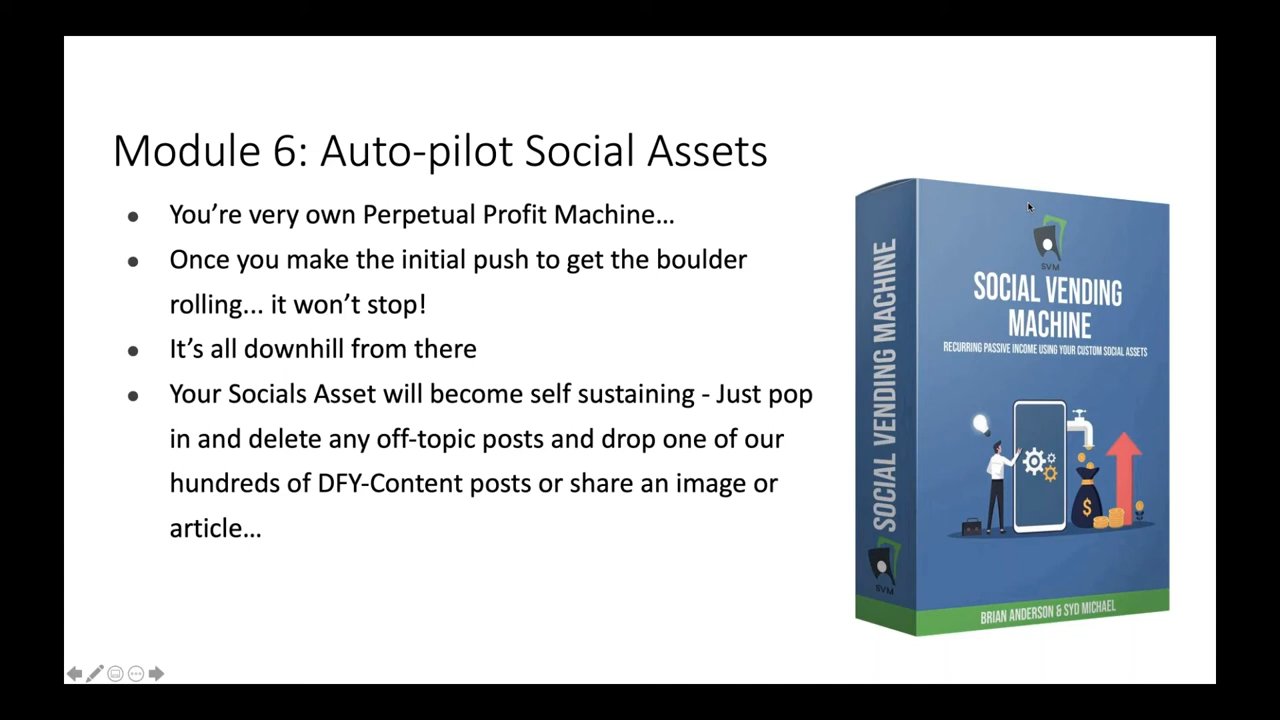 Module 6: Auto-pilot Social Assets
● You’re very own Perpetual Profit Machine…
● Once you make the initial push to get the boulder
rolling... it won’t stop!
● It’s all downhill from there
● Your Socials Asset will become self sustaining - Just pop
in and delete any off-topic posts and drop one of our
hundreds of DFY-Content posts or share an image or
article…
SVM
SOCIAL VENDING
MACHINE
RECURRING PASSIVE INCOME USING YOUR CUSTOM SOCIAL ASSETS
$
BRIAN ANDERSON & SYD MICHAEL
SOCIAL VENDING MACHINE
SVM